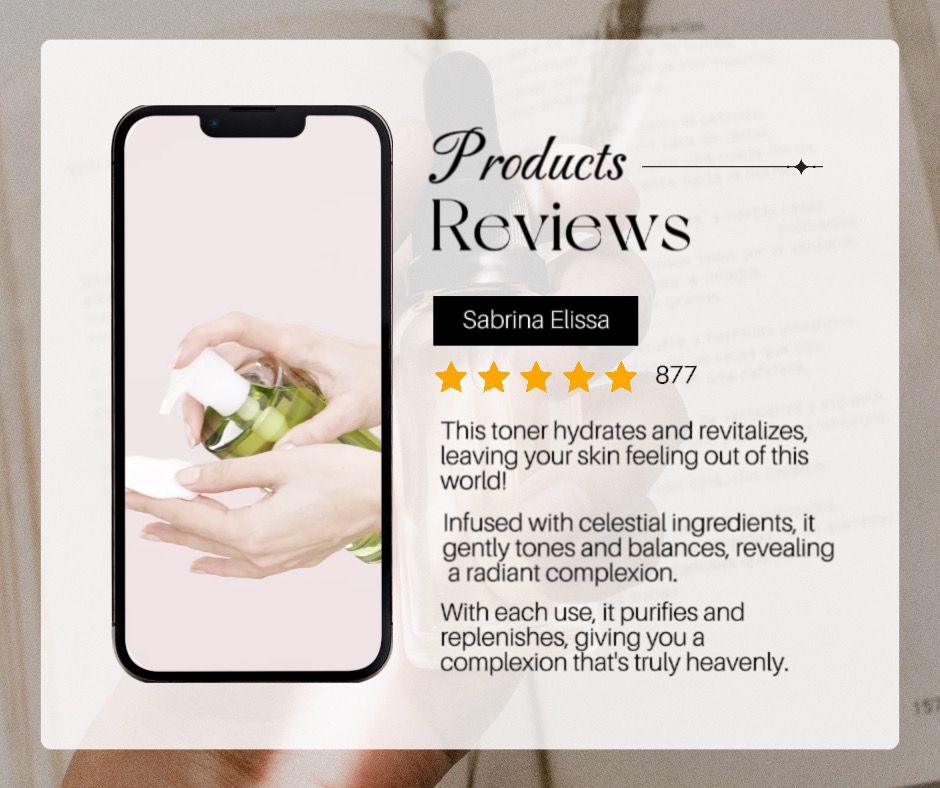 Products
Reviews
Sabrina Elissa
877
This toner hydrates and revitalizes,
leaving your skin feeling out of this
world!
Infused with celestial ingredients, it
gently tones and balances, revealing
a radiant complexion.
With each use, it purifies and
replenishes, giving you a
complexion that's truly heavenly.